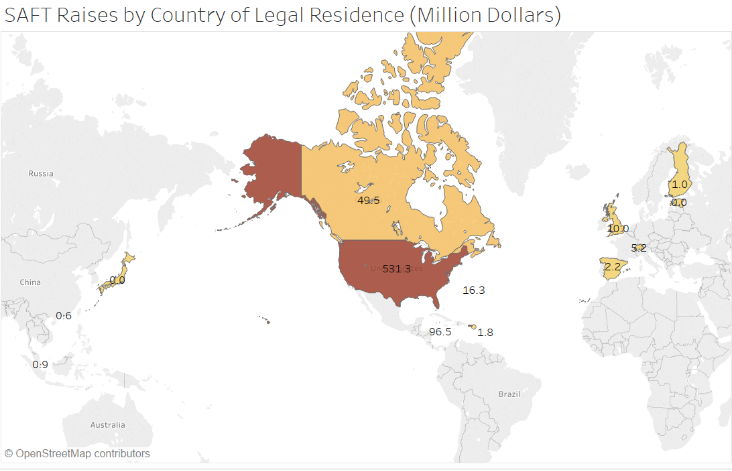 SAFT Raises by Country of Legal Residence (Million Dollars)
Russia
1.0
0.0
49.5
10.0
5.2
531.3
2.2
China
0.0
16.3
0.6
96.5
1.8
0.9
Brazil
Australia
© OpenStreetMap contributors